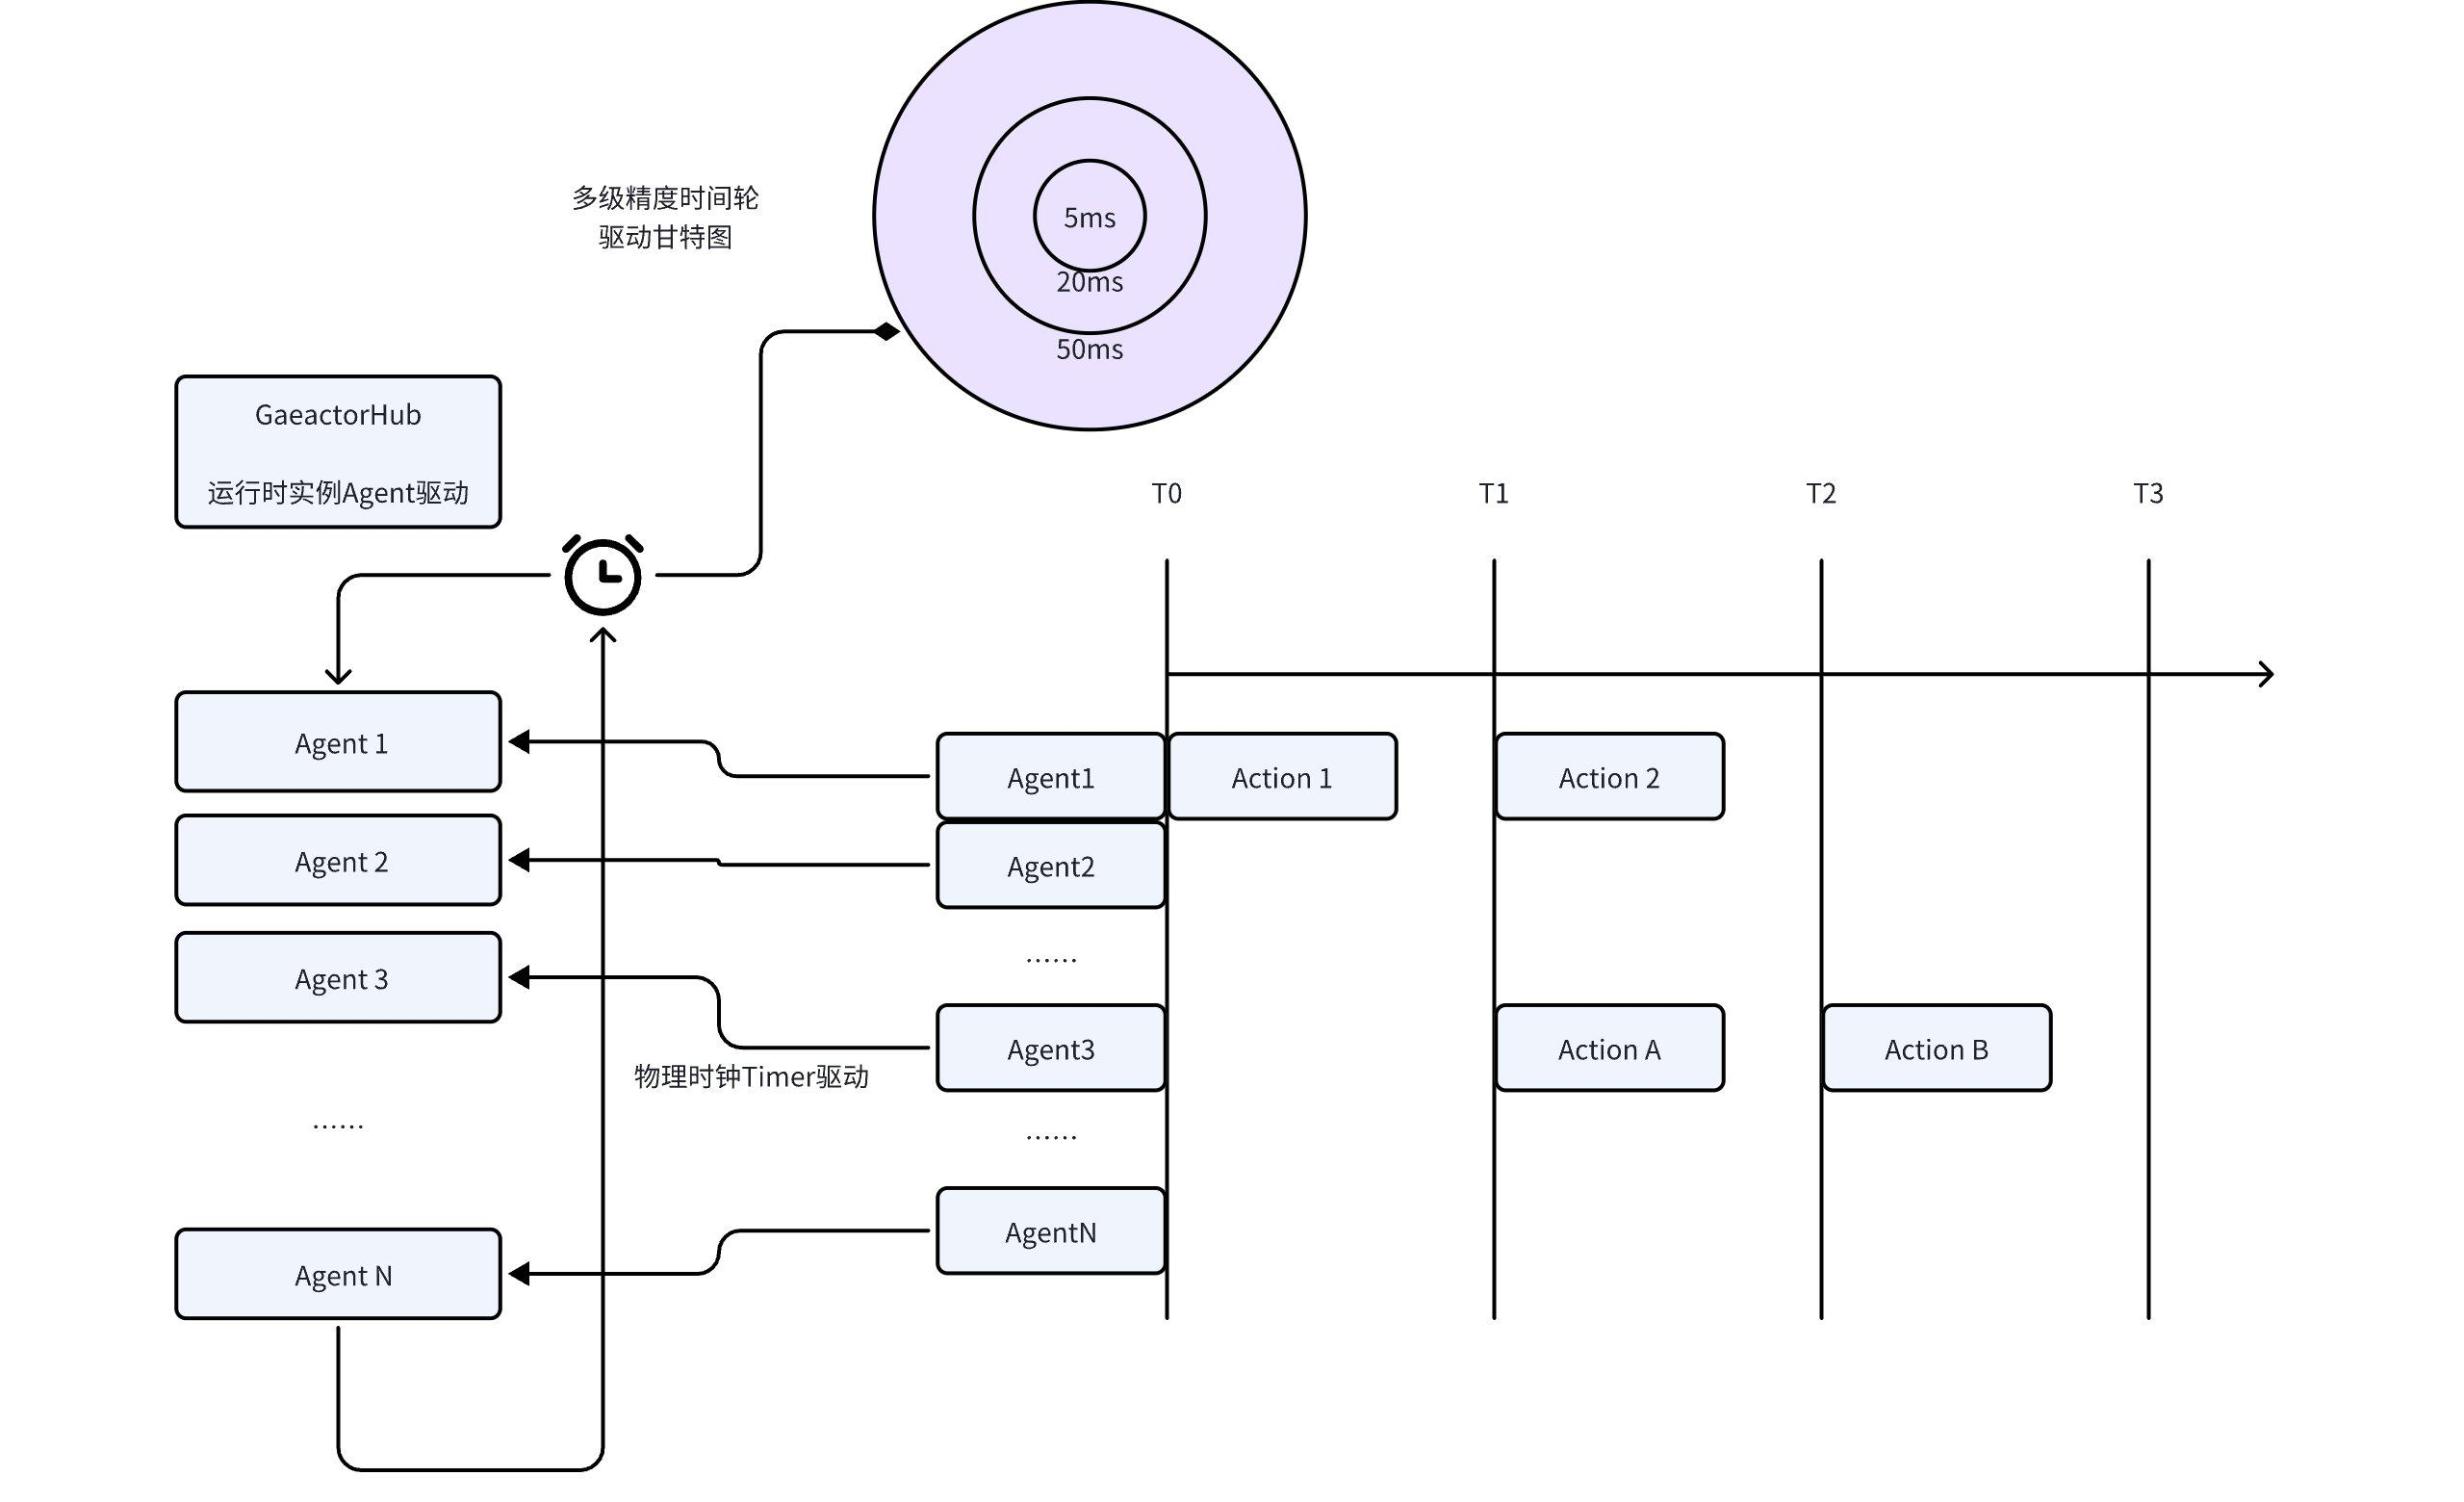 多级精度时间轮
驱动甘特图
5ms
20ms
50ms
GaeactorHub
运行时实例Agent驱动
T0
T1
T2
T3
Agent 1
Agent 2
Agent 3
……
Agent N
物理时钟Timer驱动
Agent1
Action 1
Action 2
Agent2
……
Agent3
Action A
Action B
……
AgentN